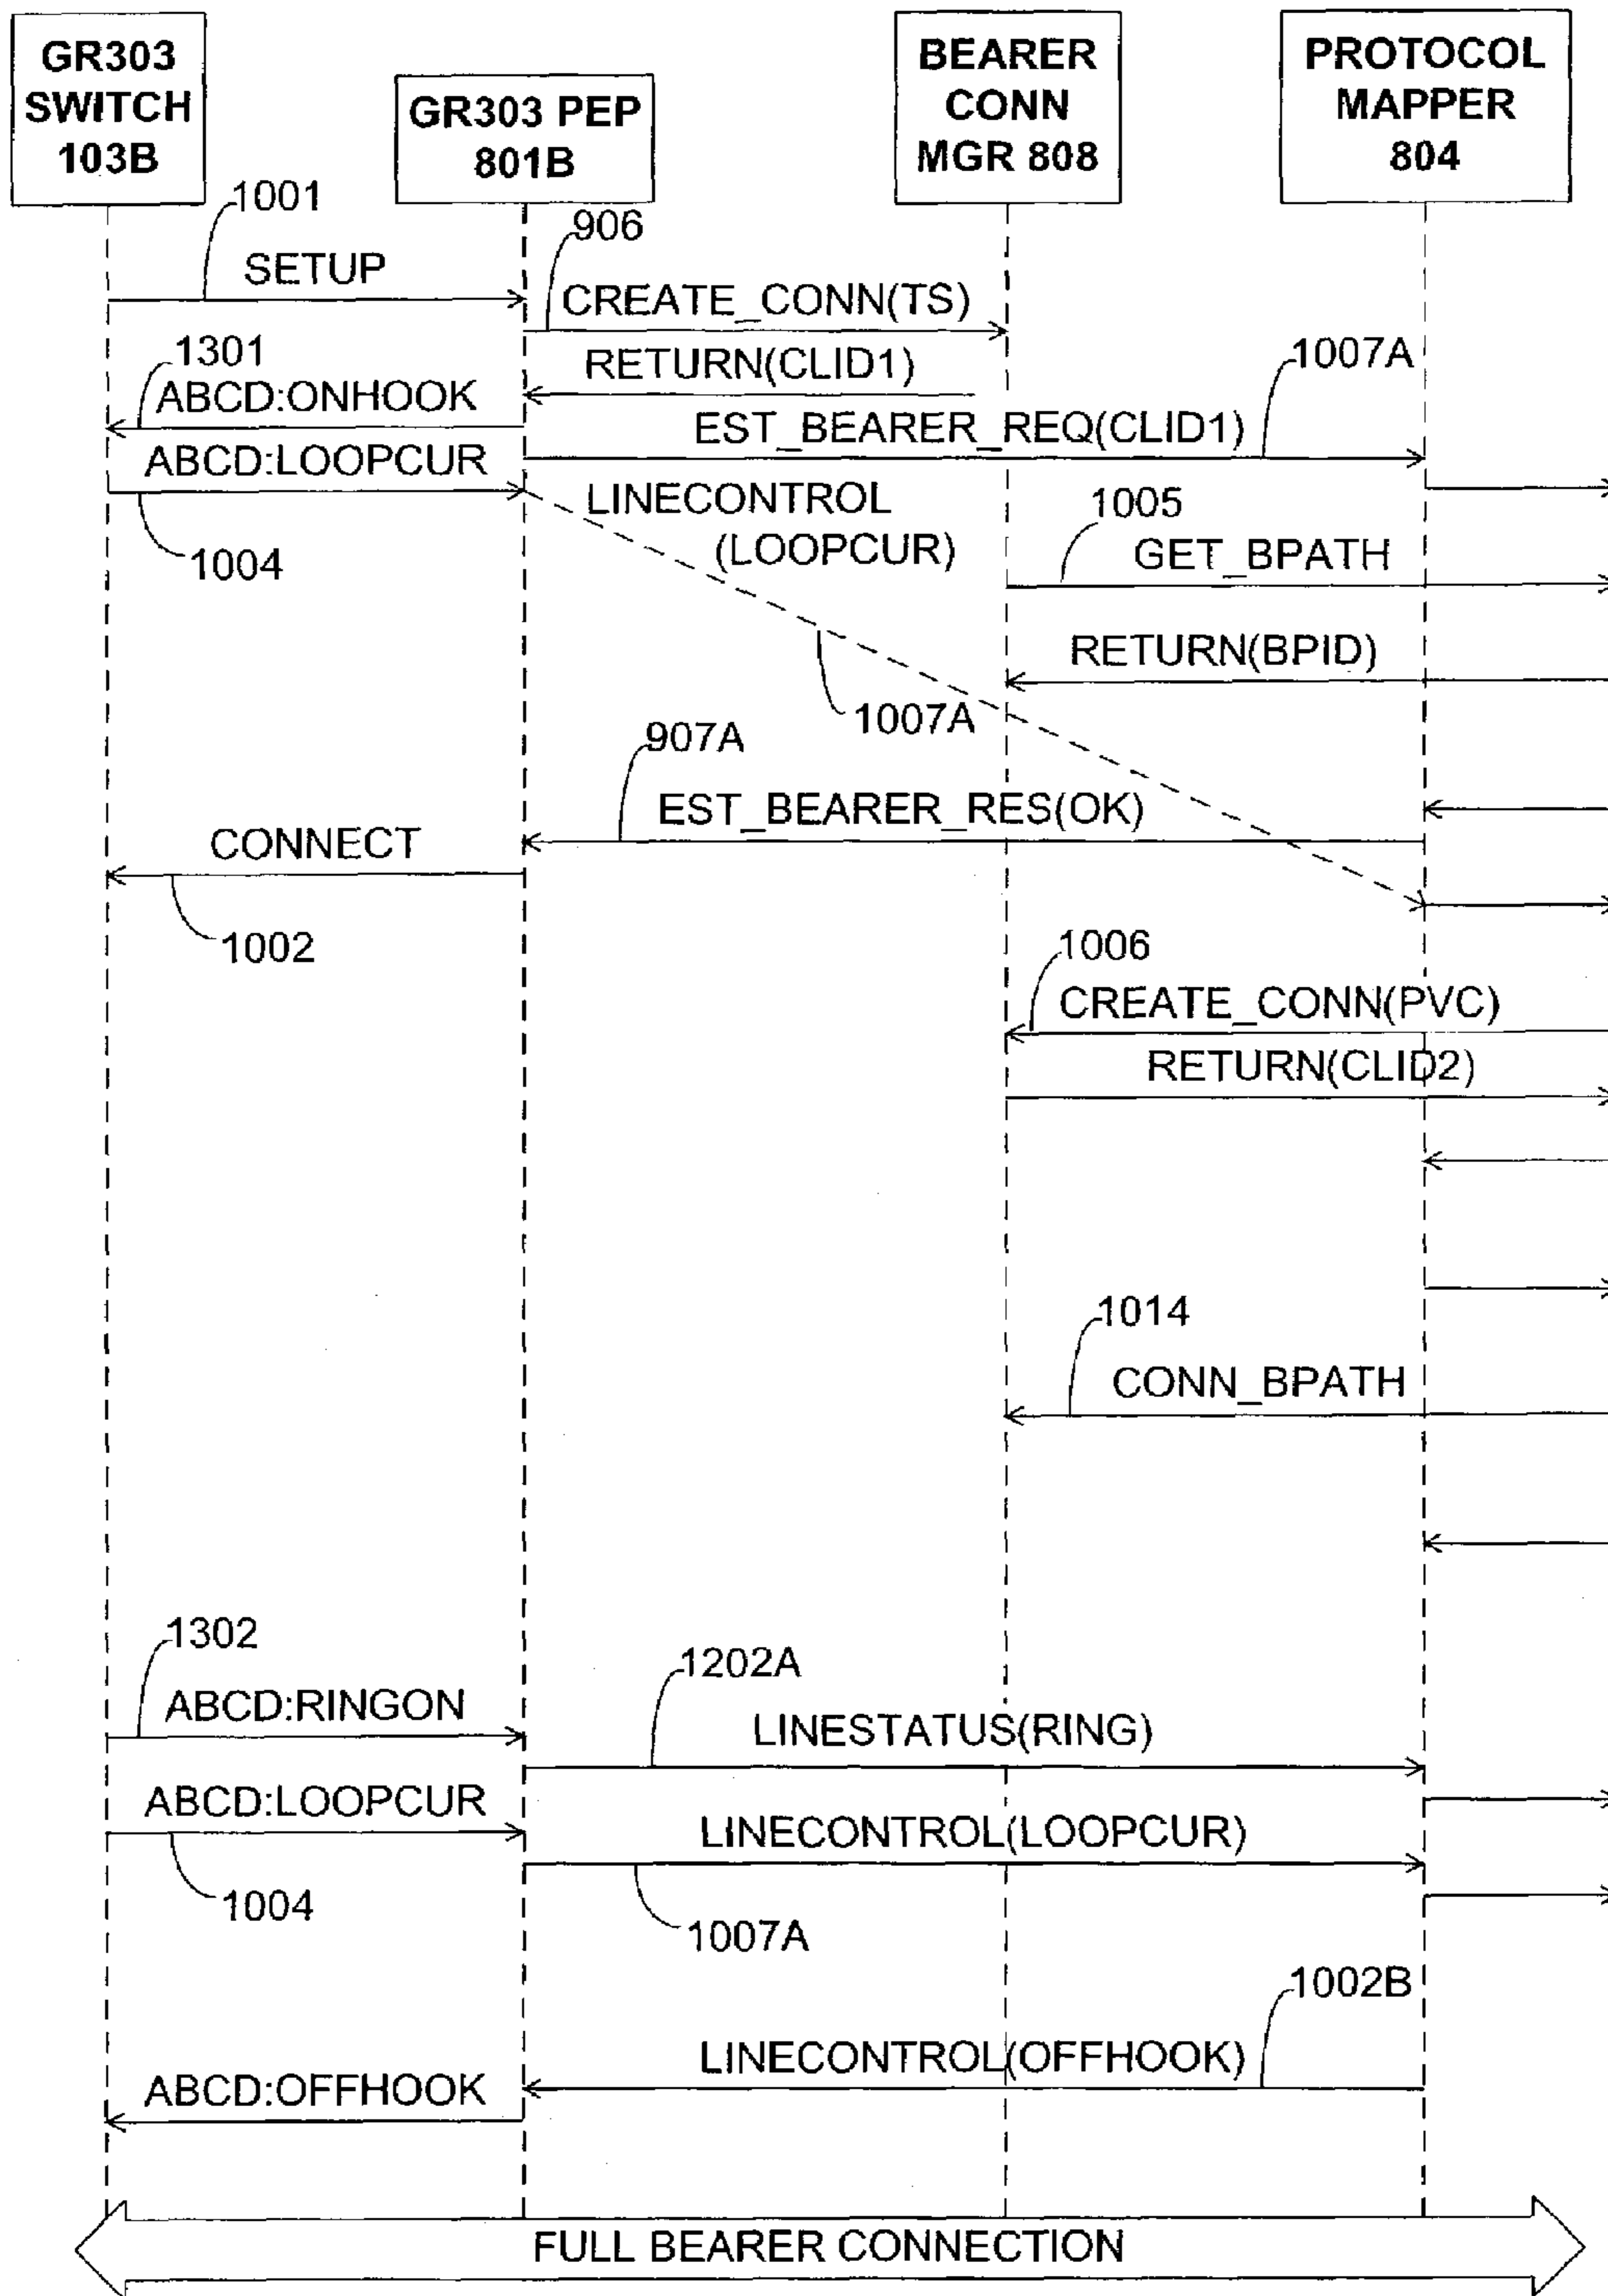 GR303
SWITCH
103B
GR303 PEP
801B
BEARER
CONN
MGR 808
PROTOCOL
MAPPER
804
1001
SETUP
906
CREATE_CONN(TS)
1301
RETURN(CLID1)
1007A
ABCD:ONHOOK
EST_BEARER_REQ(CLID1)
ABCD:LOOPCUR
LINECONTROL
(LOOPCUR)
1004
1005
GET_BPATH
RETURN(BPID)
1007A
907A
EST_BEARER_RES(OK)
CONNECT
1002
1006
CREATE_CONN(PVC)
RETURN(CLID2)
1014
CONN_BPATH
1302
1202A
ABCD:RINGON
LINESTATUS(RING)
ABCD:LOOPCUR
LINECONTROL(LOOPCUR)
1004
1007A
1002B
LINECONTROL(OFFHOOK)
ABCD:OFFHOOK
FULL BEARER CONNECTION